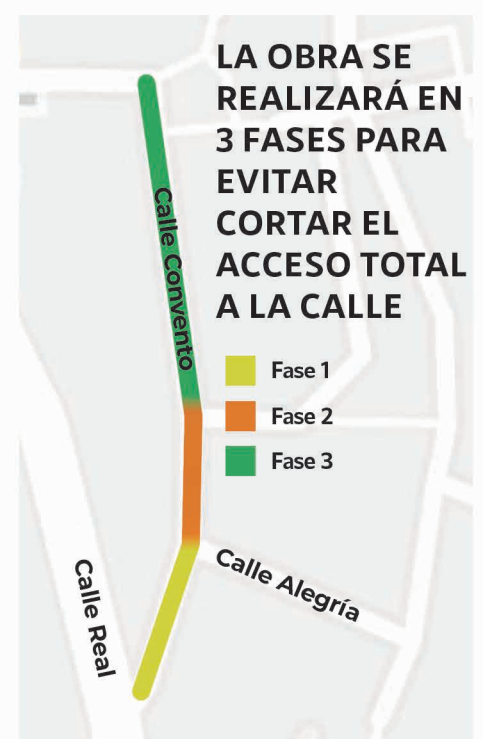 LA OBRA SE
REALIZARÁ EN
3 FASES PARA
EVITAR
CORTAR EL
ACCESO TOTAL
A LA CALLE
Calle Convento
Fase 1
Fase 2
Fase 3
Calle Alegría
Calle Real